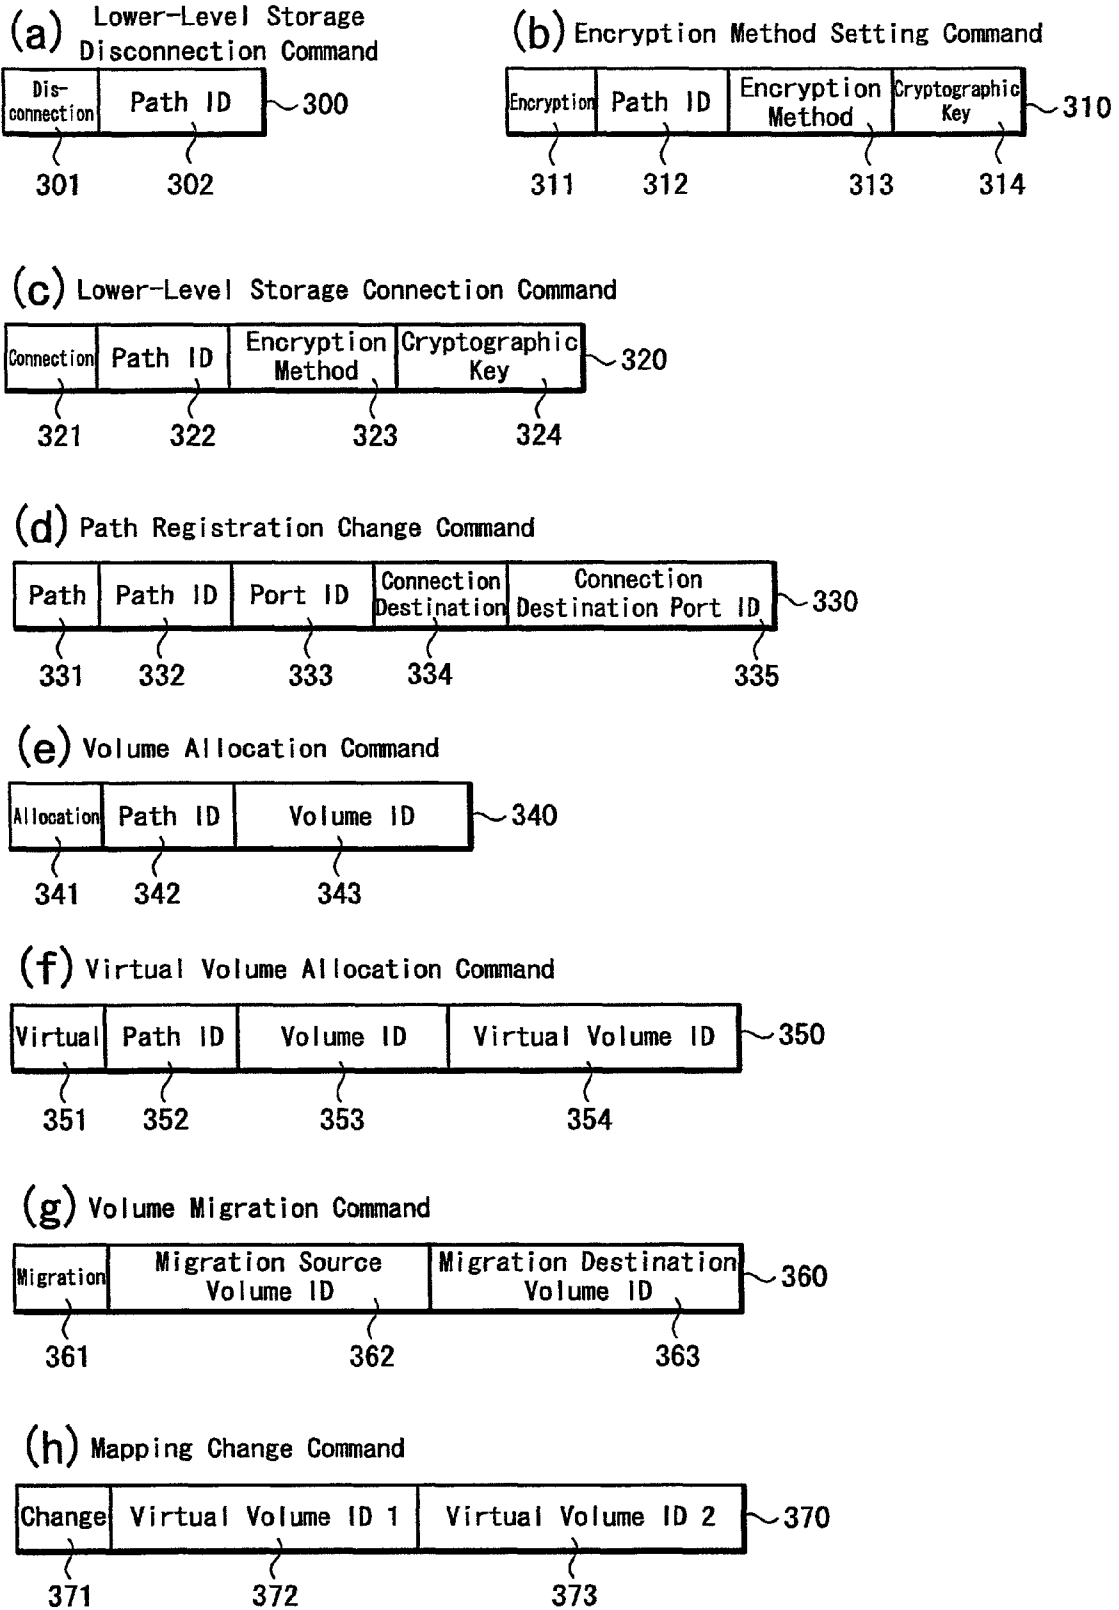 (a) Lower-Level Storage
Disconnection Command
Dis-
connection
Path ID
300
301
302
(b) Encryption Method Setting Command
Encryption
Path ID
Encryption
Method
Cryptographic
Key
310
311
312
313
314
(c) Lower-Level Storage Connection Command
Connection
Path ID
Encryption
Method
Cryptographic
Key
320
321
322
323
324
(d) Path Registration Change Command
Path
Path ID
Port ID
Connection
Destination
Connection
Destination Port ID
330
331
332
333
334
335
(e) Volume Allocation Command
Allocation
Path ID
Volume ID
340
341
342
343
(f) Virtual Volume Allocation Command
Virtual
Path ID
Volume ID
Virtual Volume ID
350
351
352
353
354
(g) Volume Migration Command
Migration
Migration Source
Volume ID
Migration Destination
Volume ID
360
361
362
363
(h) Mapping Change Command
Change
Virtual Volume ID 1
Virtual Volume ID 2
370
371
372
373